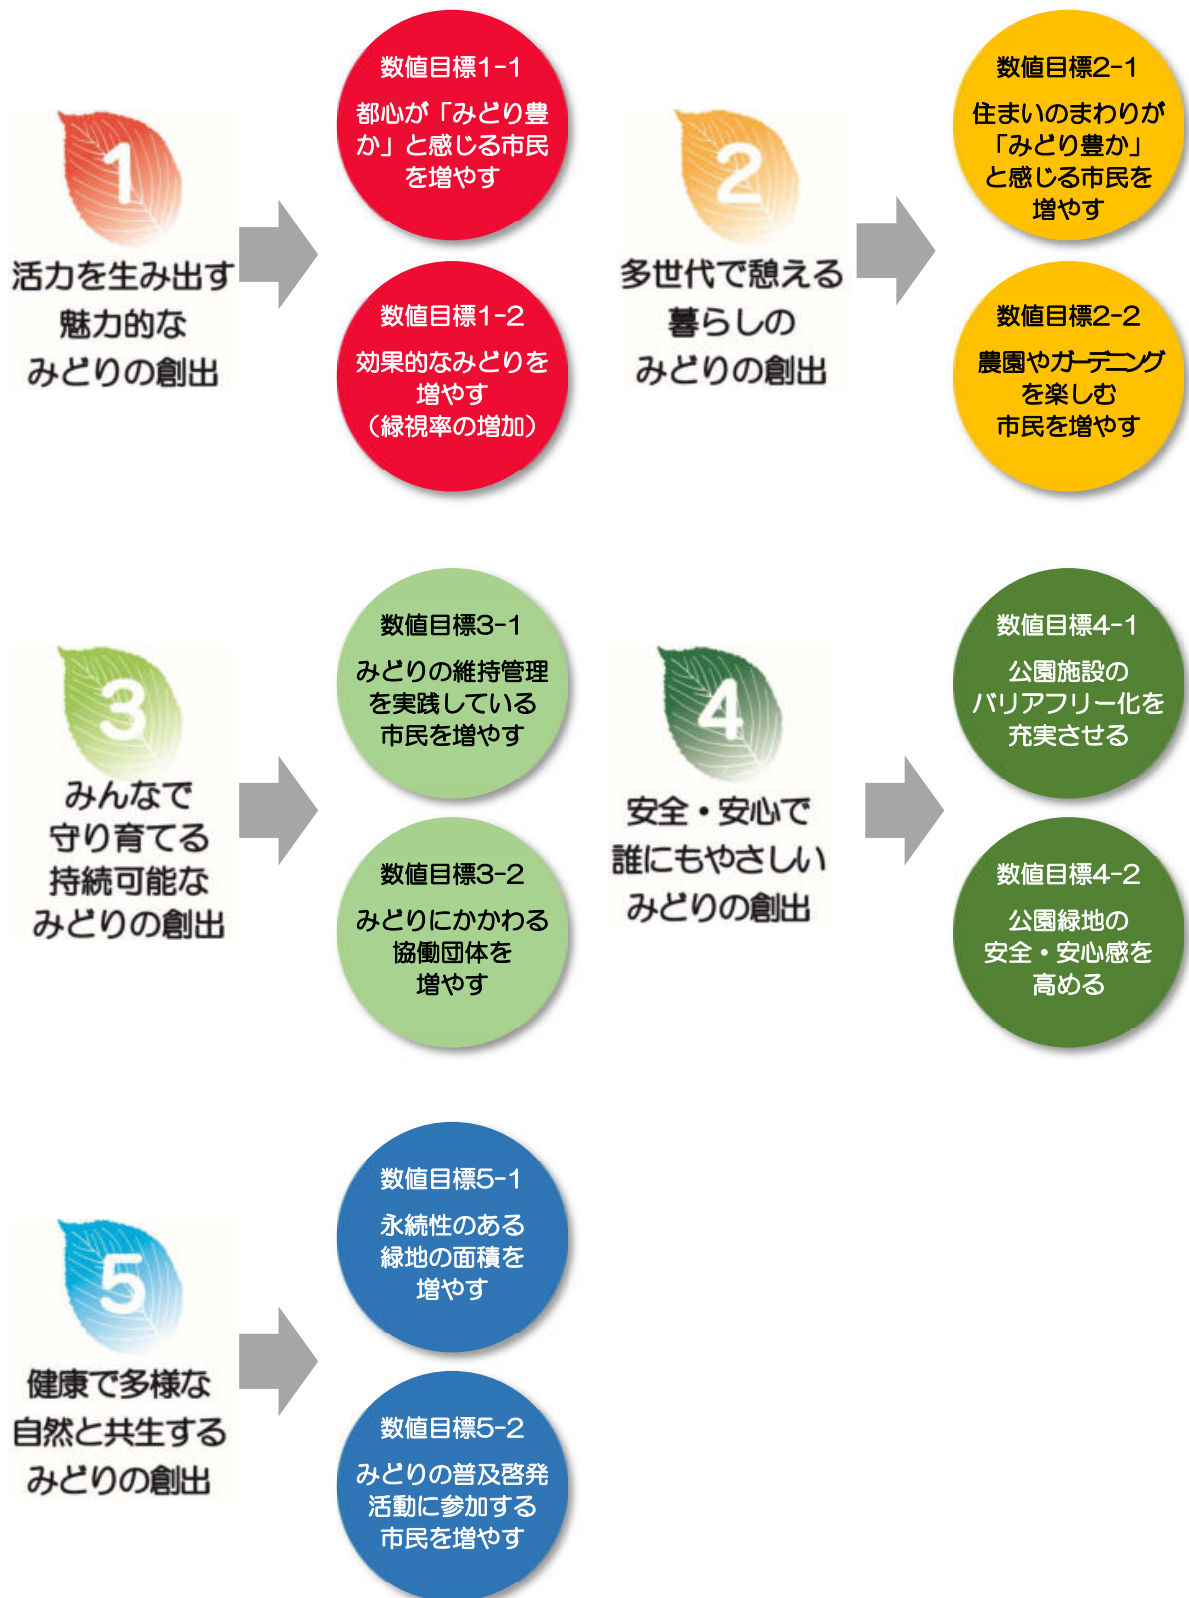 1
活力を生み出す
魅力的な
みどりの創出
数値目標1-1
都心が「みどり豊
か」と感じる市民
を増やす
数値目標1-2
効果的なみどりを
増やす
（緑視率の増加）
2
多世代で憩える
暮らしの
みどりの創出
数値目標2-1
住まいのまわりが
「みどり豊か」
と感じる市民を
増やす
数値目標2-2
農園やガーデニング
を楽しむ
市民を増やす
3
みんなで
守り育てる
持続可能な
みどりの創出
数値目標3-1
みどりの維持管理
を実践している
市民を増やす
数値目標3-2
みどりにかかわる
協働団体を
増やす
4
安全・安心で
誰にもやさしい
みどりの創出
数値目標4-1
公園施設の
バリアフリー化を
充実させる
数値目標4-2
公園緑地の
安全・安心感を
高める
5
健康で多様な
自然と共生する
みどりの創出
数値目標5-1
永続性のある
緑地の面積を
増やす
数値目標5-2
みどりの普及啓発
活動に参加する
市民を増やす